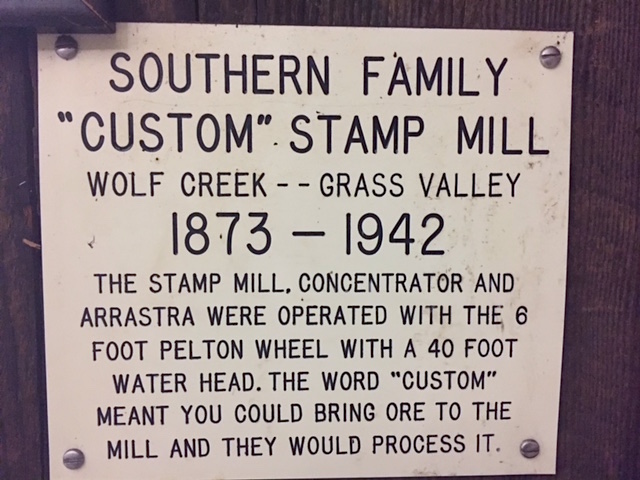 SOUTHERN FAMILY
"CUSTOM" STAMP MILL
WOLF CREEK -- GRASS VALLEY
1873 – 1942
THE STAMP MILL, CONCENTRATOR AND
ARRASTRA WERE OPERATED WITH THE 6
FOOT PELTON WHEEL WITH A 40 FOOT
WATER HEAD. THE WORD "CUSTOM"
MEANT YOU COULD BRING ORE TO THE
MILL AND THEY WOULD PROCESS IT.